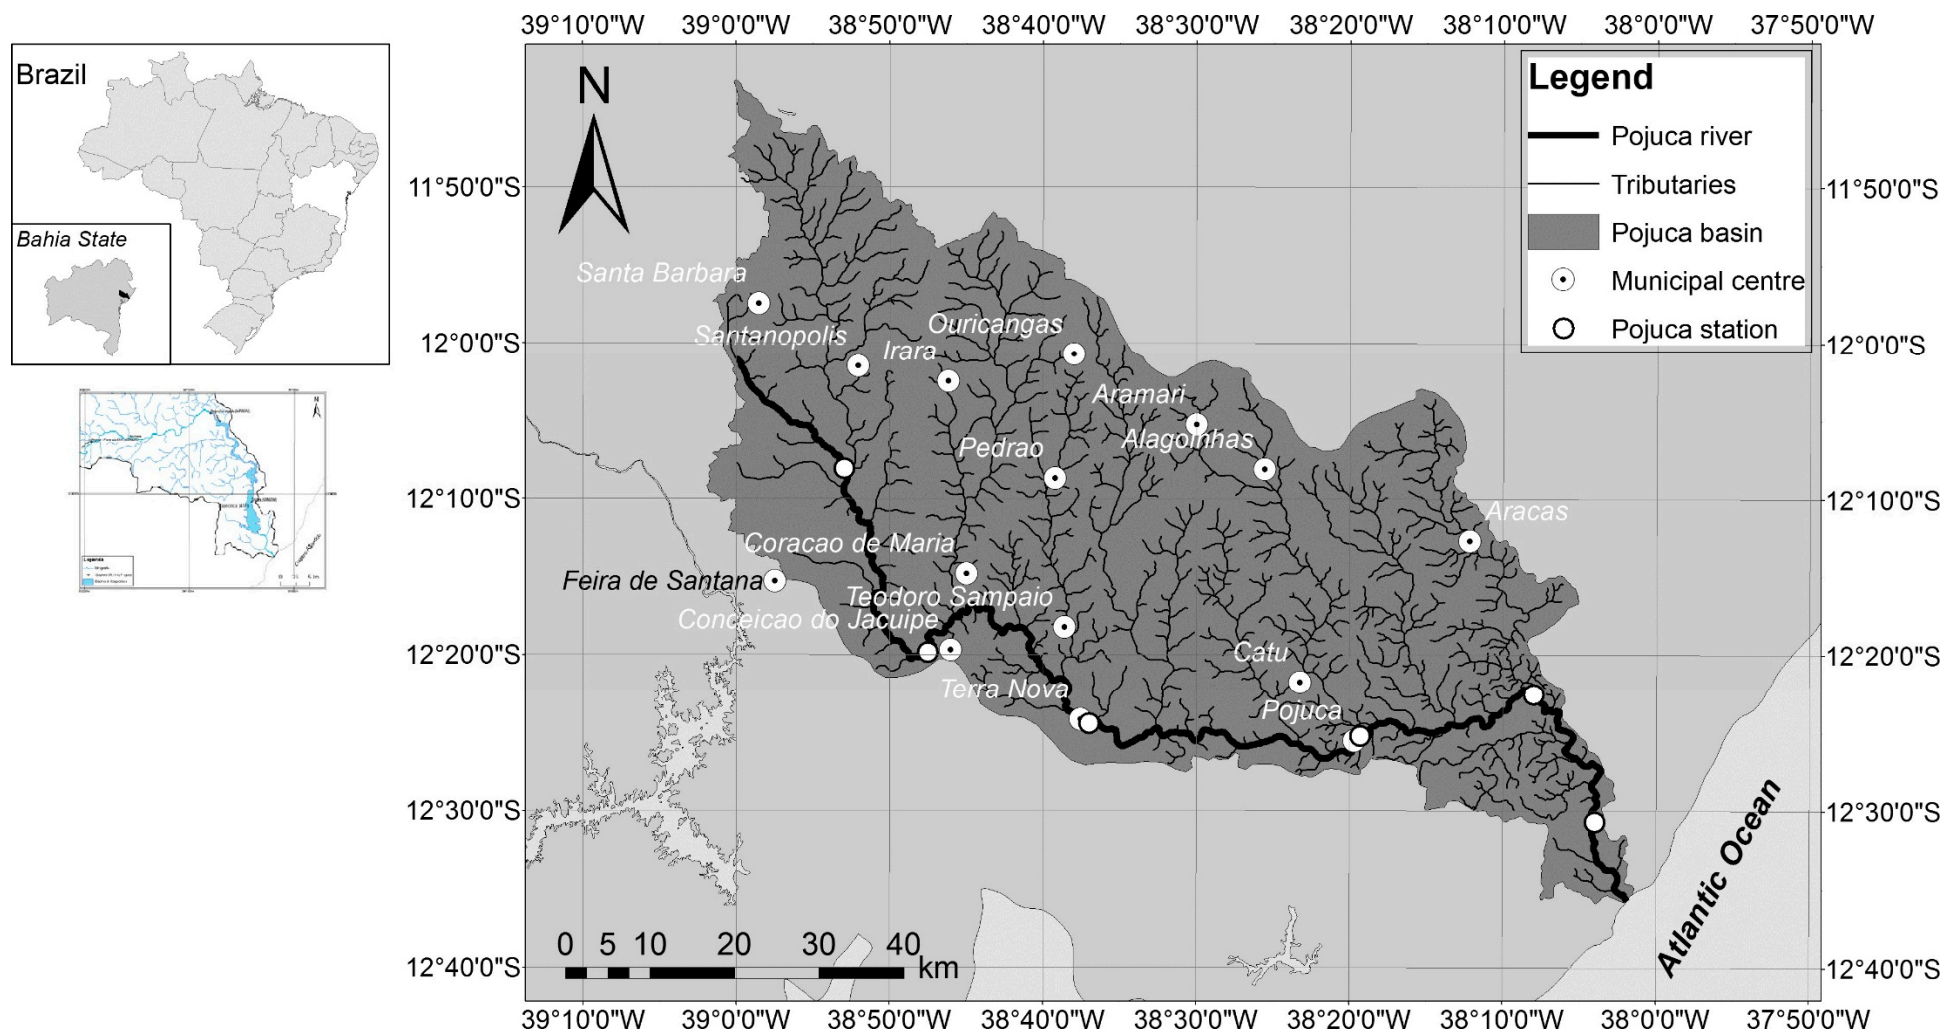 39°10'0"W 39°0'0"W 38°50'0"W 38°40'0"W 38°30'0"W 38°20'0"W 38°10'0"W 38°0'0"W 37°50'0"W
Brazil
Bahia State
N
Legend
Pojuca river
Tributaries
Pojuca basin
Municipal centre
Pojuca station
11°50'0"S 11°50'0"S
Santa Barbara
Santanopolis
Ouricangas
Irara
12°0'0"S 12°0'0"S
Aramari
Alagoinhas
Pedrao
12°10'0"S 12°10'0"S
Aracas
Coracao de Maria
Feira de Santana
Teodoro Sampaio
Conceicao do Jacuipe
12°20'0"S 12°20'0"S
Catu
Terra Nova
Pojuca
12°30'0"S 12°30'0"S
Atlantic Ocean
0 5 10 20 30 40
km
12°40'0"S 12°40'0"S
39°10'0"W 39°0'0"W 38°50'0"W 38°40'0"W 38°30'0"W 38°20'0"W 38°10'0"W 38°0'0"W 37°50'0"W